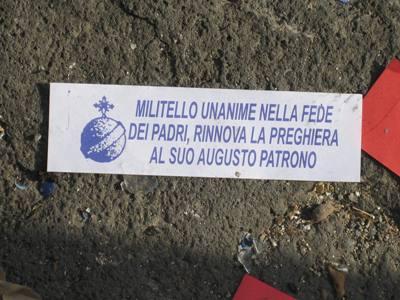 MILITELLO UNANIME NELLA FEDE
DEI PADRI, RINNOVA LA PREGHIERA
AL SUO AUGUSTO PATRONO